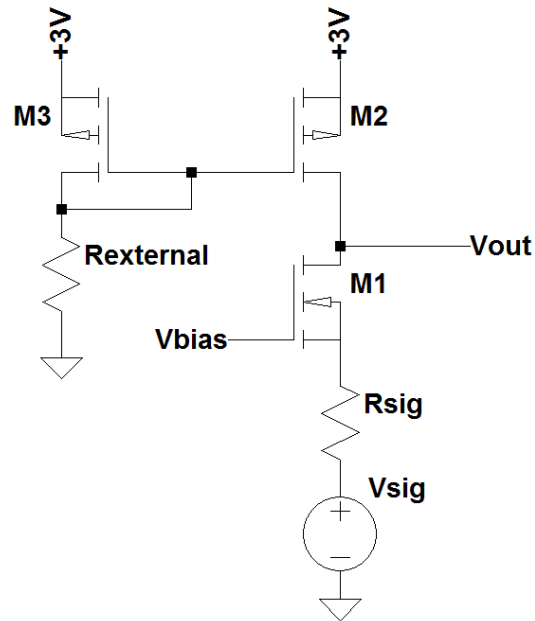 +3V
+3V
M3
M2
Rexternal
Vout
M1
Vbias
Rsig
Vsig